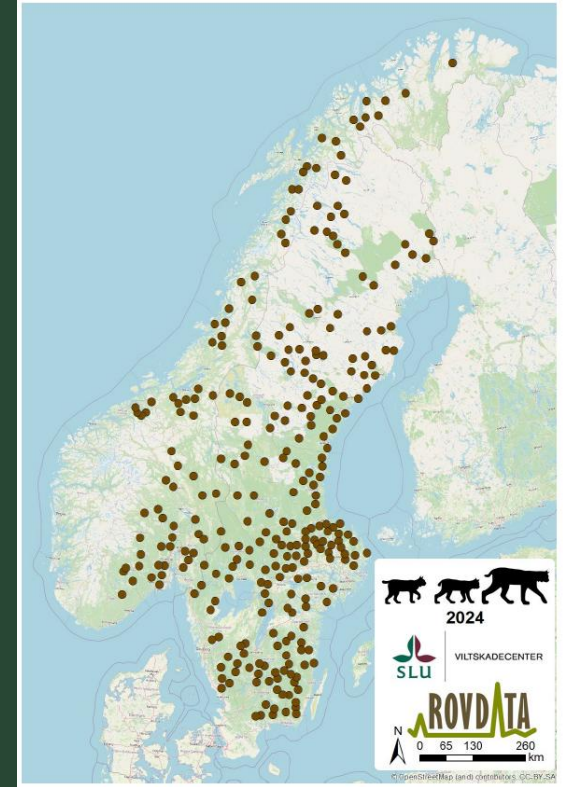 2024
SLU
VILTSKADECENTER
ROVDATA
N
0 65 130 260
km
© OpenStreetMap (and) contributors, CC-BY-SA